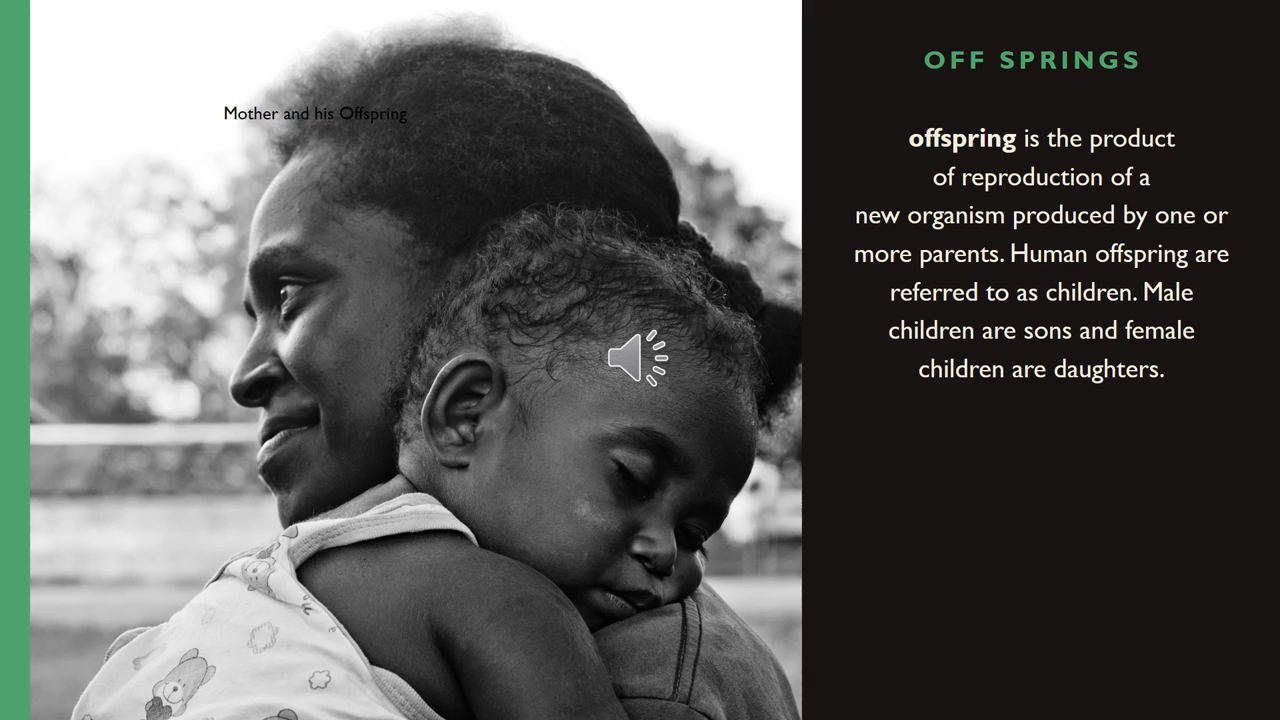 Mother and his Offspring
OFF SPRINGS
offspring is the product
of reproduction of a
new organism produced by one or
more parents. Human offspring are
referred to as children. Male
children are sons and female
children are daughters.